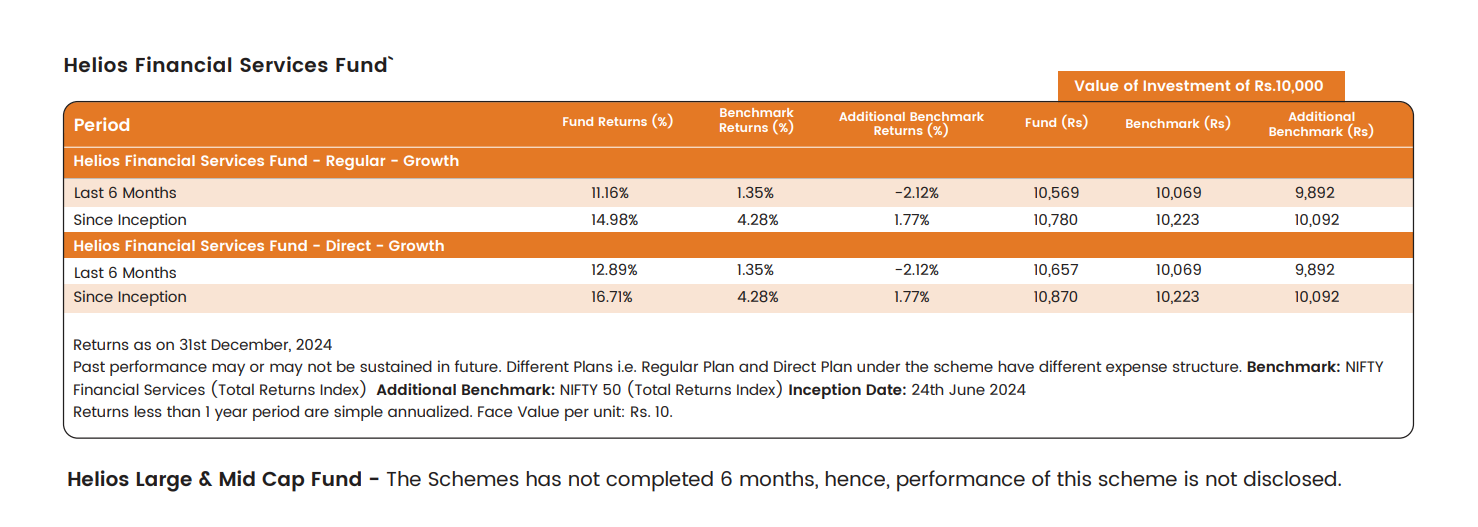 Helios Financial Services Fund`
Value of Investment of Rs.10,000
Period Fund Returns (%) Benchmark Returns (%) Additional Benchmark Returns (%) Fund (Rs) Benchmark (Rs) Additional Benchmark (Rs)
Helios Financial Services Fund - Regular - Growth
Last 6 Months 11.16% 1.35% -2.12% 10,569 10,069 9,892
Since Inception 14.98% 4.28% 1.77% 10,780 10,223 10,092
Helios Financial Services Fund - Direct - Growth
Last 6 Months 12.89% 1.35% -2.12% 10,657 10,069 9,892
Since Inception 16.71% 4.28% 1.77% 10,870 10,223 10,092
Returns as on 31st December, 2024
Past performance may or may not be sustained in future. Different Plans i.e. Regular Plan and Direct Plan under the scheme have different expense structure. Benchmark: NIFTY
Financial Services (Total Returns Index) Additional Benchmark: NIFTY 50 (Total Returns Index) Inception Date: 24th June 2024
Returns less than 1 year period are simple annualized. Face Value per unit: Rs. 10.
Helios Large & Mid Cap Fund - The Schemes has not completed 6 months, hence, performance of this scheme is not disclosed.